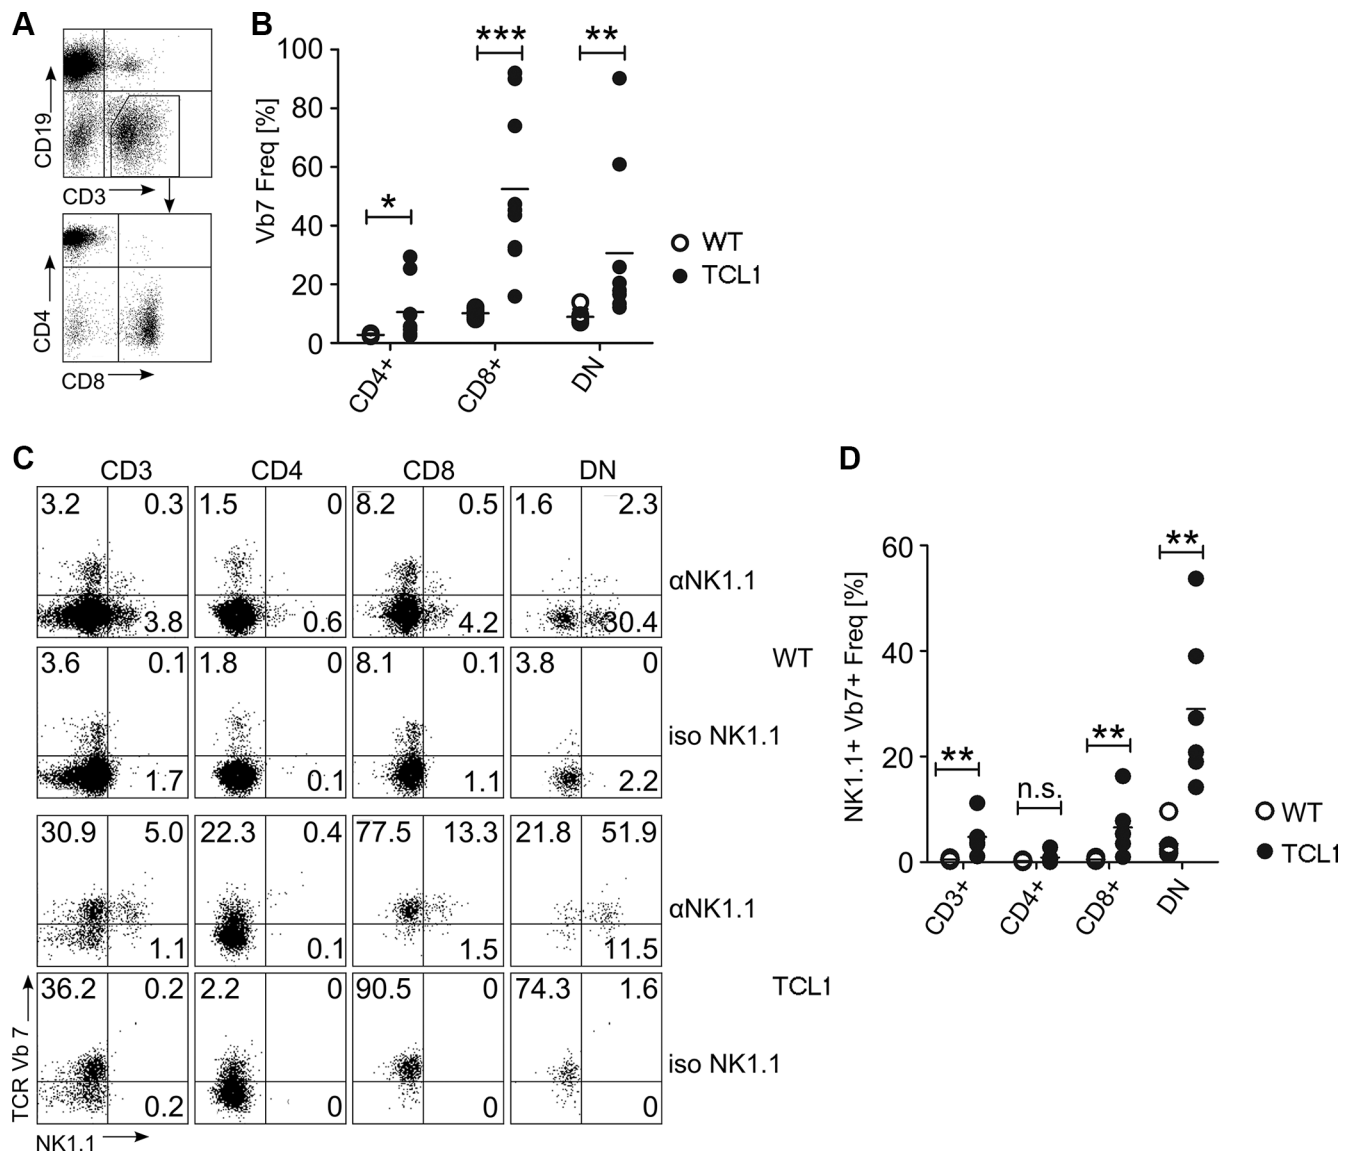 A
CD19
CD3
CD4
CD8
B
Vb7 Freq [%]
100
80
60
40
20
0
*
***
**
CD4+
CD8+
DN
WT
TCL1
C
CD3 CD4 CD8 DN
3.2 0.3 1.5 0 8.2 0.5 1.6 2.3
3.8 0.6 4.2 30.4
αNK1.1
WT
3.6 0.1 1.8 0 8.1 0.1 3.8 0
1.7 0.1 1.1 2.2
iso NK1.1
30.9 5.0 22.3 0.4 77.5 13.3 21.8 51.9
1.1 0.1 1.5 11.5
αNK1.1
TCL1
36.2 0.2 2.2 0 90.5 0 74.3 1.6
0.2 0 0 0
iso NK1.1
TCR Vb 7
NK1.1
D
NK1.1+ Vb7+ Freq [%]
60
40
20
0
**
n.s.
**
**
CD3+
CD4+
CD8+
DN
WT
TCL1